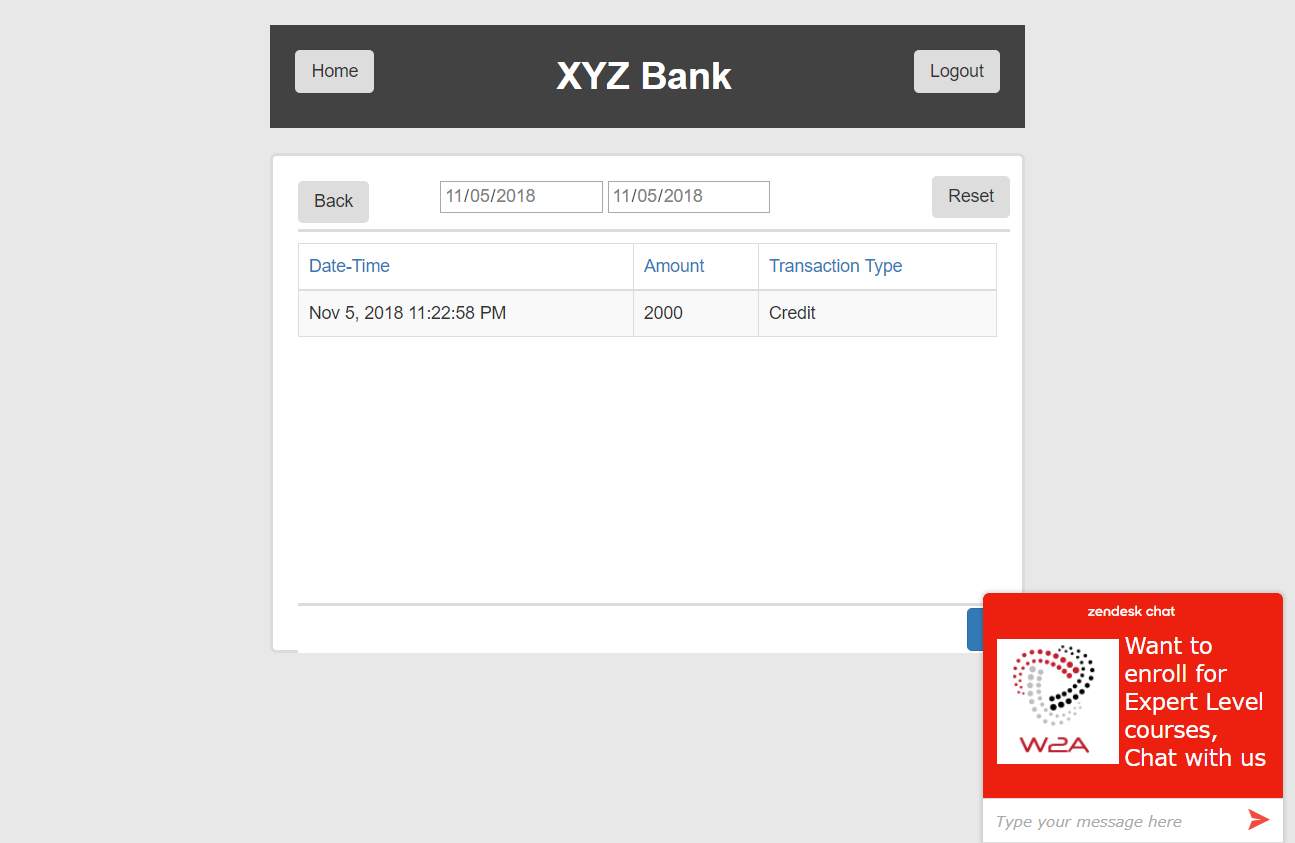 Home
XYZ Bank
Logout
Back
11/05/2018
11/05/2018
Reset
Date-Time
Amount
Transaction Type
Nov 5, 2018 11:22:58 PM
2000
Credit
zendesk chat
W2A
Want to
enroll for
Expert Level
courses,
Chat with us
Type your message here